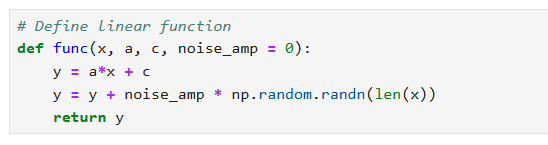 # Define linear function
def func(x, a, c, noise_amp = 0):
    y = a*x + c
    y = y + noise_amp * np.random.randn(len(x))
    return y